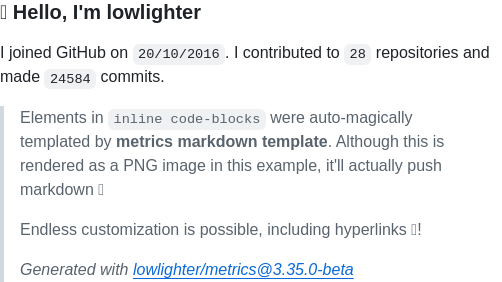 Hello, I'm lowlighter
I joined GitHub on 20/10/2016. I contributed to 28 repositories and
made 24584 commits.
Elements in inline code-blocks were auto-magically
templated by metrics markdown template. Although this is
rendered as a PNG image in this example, it'll actually push
markdown
Endless customization is possible, including hyperlinks !
Generated with lowlighter/metrics@3.35.0-beta